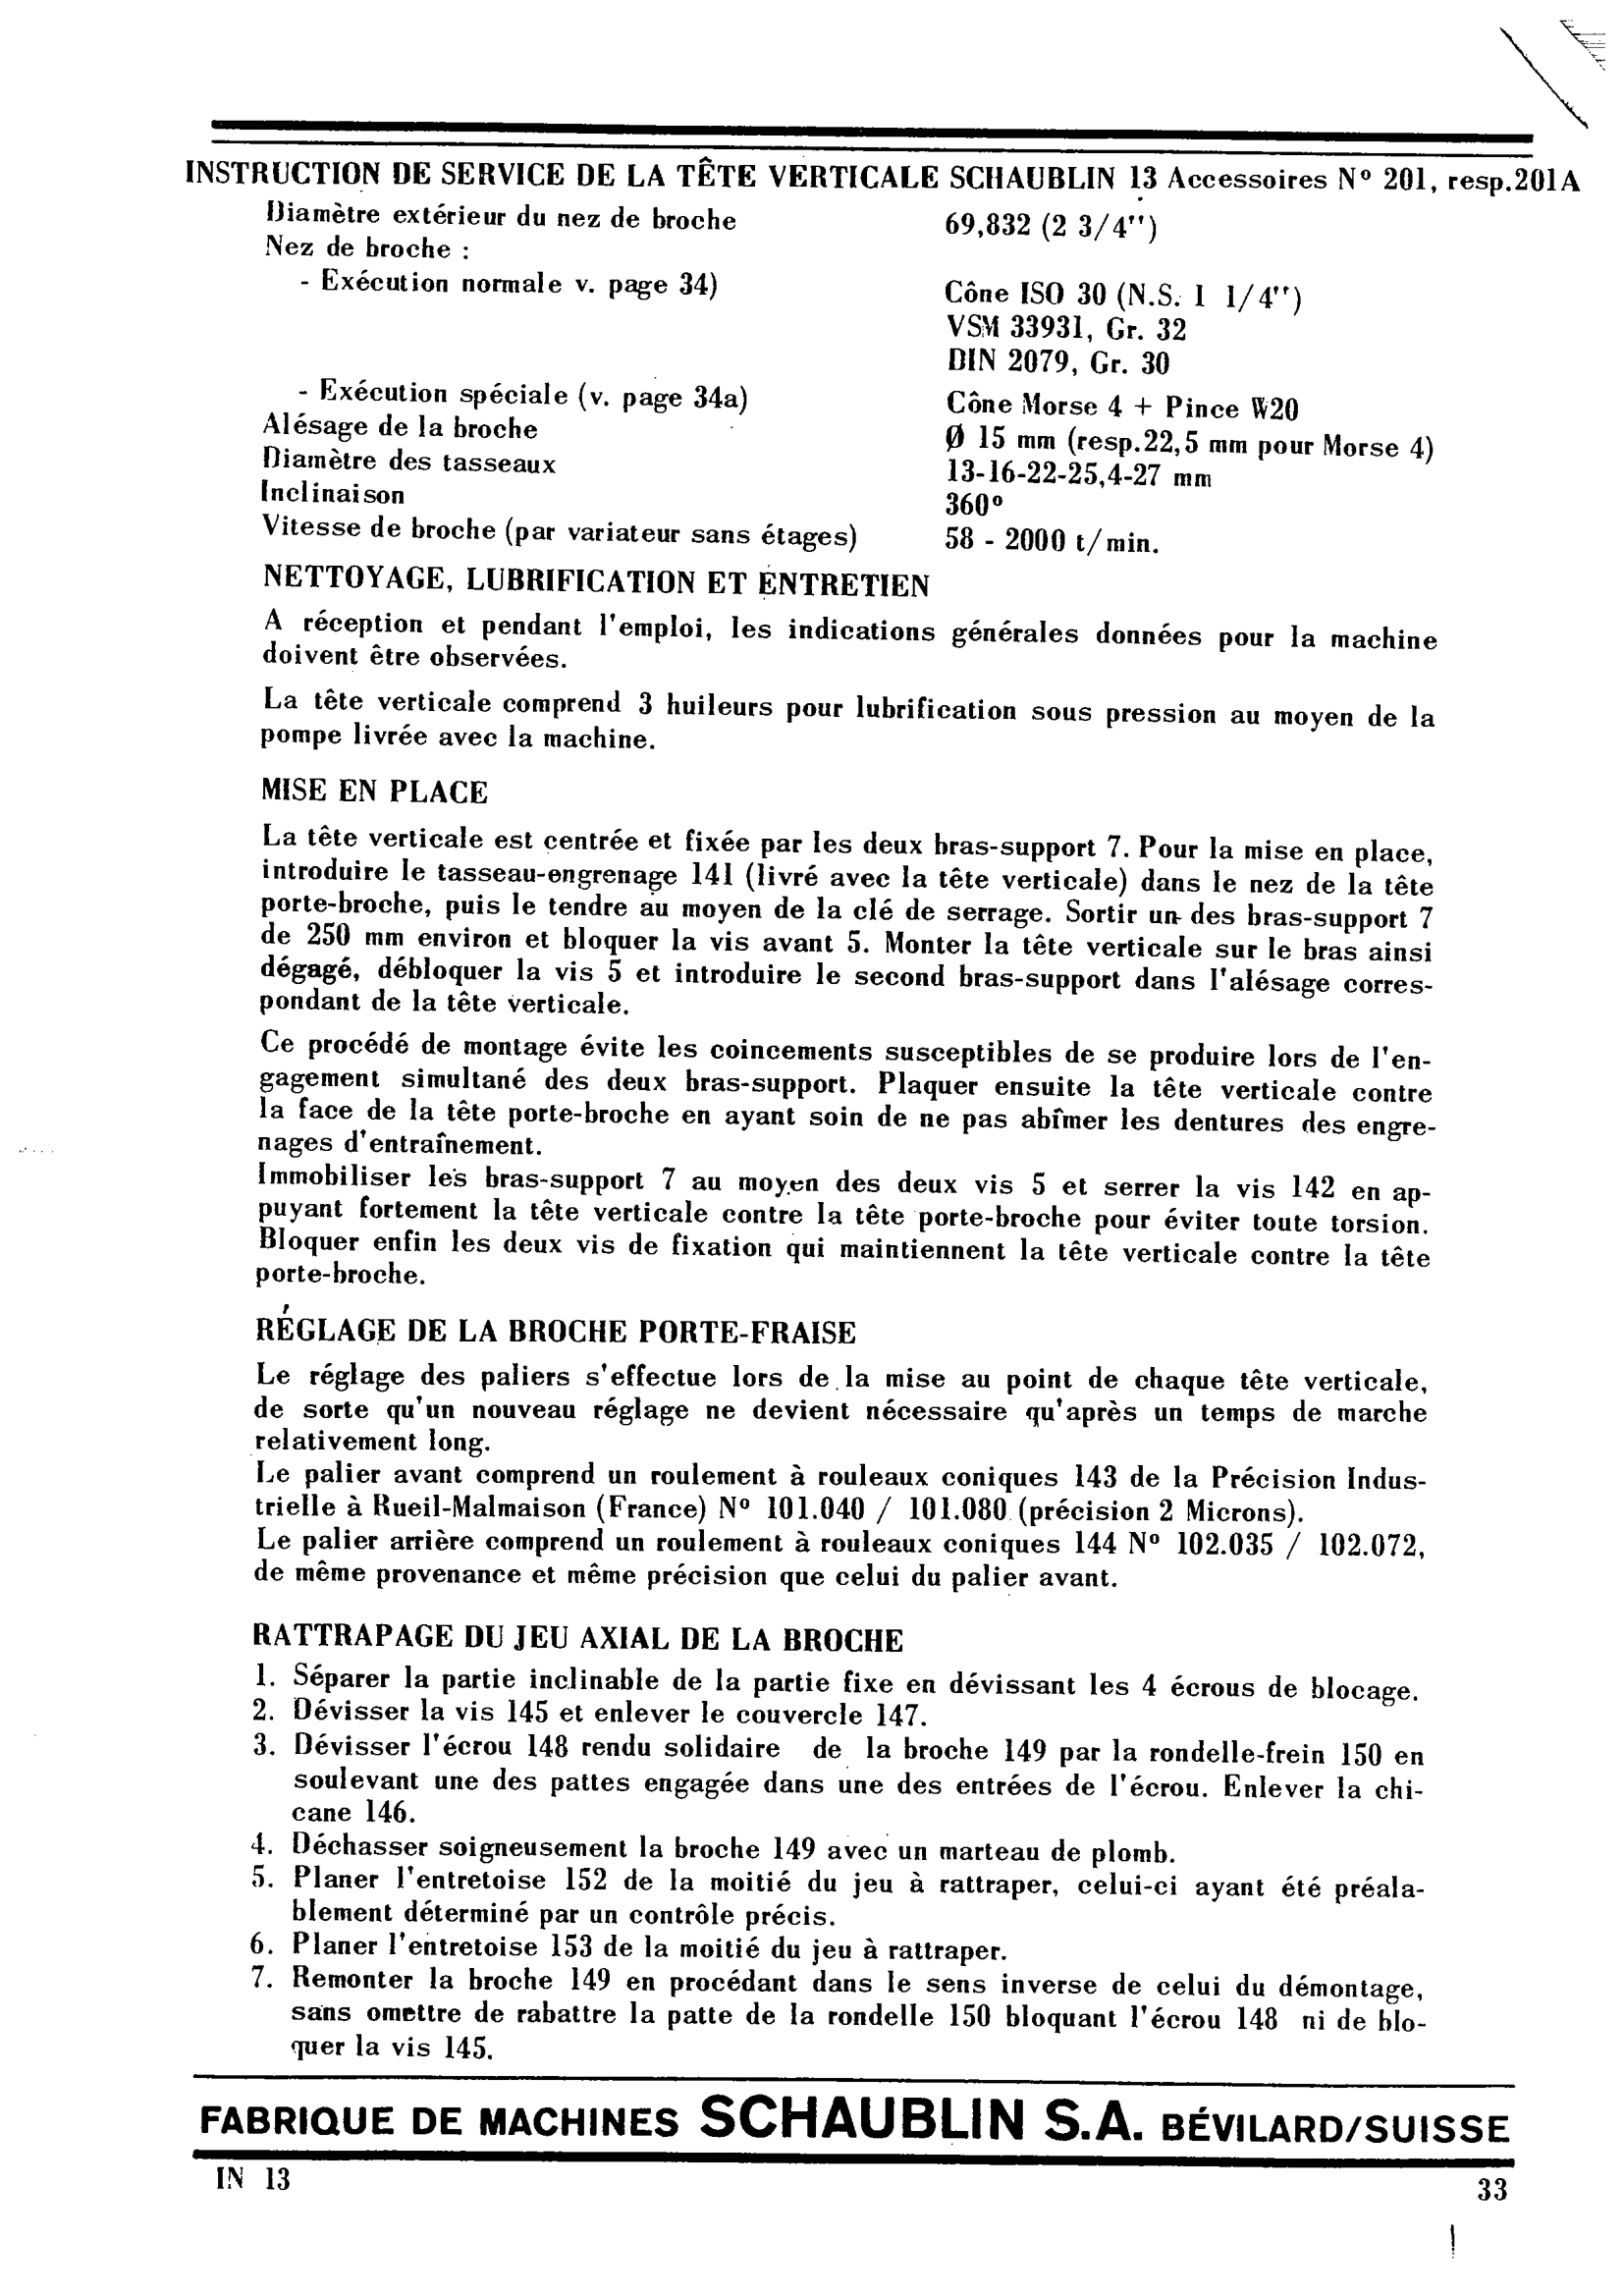 INSTRUCTION DE SERVICE DE LA TÊTE VERTICALE SCHAUBLIN 13 Accessoires Nº 201, resp.201A
Diamètre extérieur du nez de broche 69,832 (2 3/4'')
Nez de broche :
- Exécution normale v. page 34) Cône ISO 30 (N.S. 1 1/4'')
VSM 33931, Gr. 32
DIN 2079, Gr. 30
- Exécution spéciale (v. page 34a) Cône Morse 4 + Pince W20
Alésage de la broche Ø 15 mm (resp.22,5 mm pour Morse 4)
Diamètre des tasseaux 13-16-22-25,4-27 mm
Inclinaison 360º
Vitesse de broche (par variateur sans étages) 58 - 2000 t/min.
NETTOYAGE, LUBRIFICATION ET ENTRETIEN
A réception et pendant l'emploi, les indications générales données pour la machine
doivent être observées.
La tête verticale comprend 3 huileurs pour lubrification sous pression au moyen de la
pompe livrée avec la machine.
MISE EN PLACE
La tête verticale est centrée et fixée par les deux bras-support 7. Pour la mise en place,
introduire le tasseau-engrenage 141 (livré avec la tête verticale) dans le nez de la tête
porte-broche, puis le tendre au moyen de la clé de serrage. Sortir un des bras-support 7
de 250 mm environ et bloquer la vis avant 5. Monter la tête verticale sur le bras ainsi
dégagé, débloquer la vis 5 et introduire le second bras-support dans l'alésage corres-
pondant de la tête verticale.
Ce procédé de montage évite les coincements susceptibles de se produire lors de l'en-
gagement simultané des deux bras-support. Plaquer ensuite la tête verticale contre
la face de la tête porte-broche en ayant soin de ne pas abîmer les dentures des engre-
nages d'entraînement.
Immobiliser les bras-support 7 au moyen des deux vis 5 et serrer la vis 142 en ap-
puyant fortement la tête verticale contre la tête porte-broche pour éviter toute torsion.
Bloquer enfin les deux vis de fixation qui maintiennent la tête verticale contre la tête
porte-broche.
RÉGLAGE DE LA BROCHE PORTE-FRAISE
Le réglage des paliers s'effectue lors de la mise au point de chaque tête verticale,
de sorte qu'un nouveau réglage ne devient nécessaire qu'après un temps de marche
relativement long.
Le palier avant comprend un roulement à rouleaux coniques 143 de la Précision Indus-
trielle à Rueil-Malmaison (France) Nº 101.040 / 101.080 (précision 2 Microns).
Le palier arrière comprend un roulement à rouleaux coniques 144 Nº 102.035 / 102.072,
de même provenance et même précision que celui du palier avant.
RATTRAPAGE DU JEU AXIAL DE LA BROCHE
1. Séparer la partie inclinable de la partie fixe en dévissant les 4 écrous de blocage.
2. Dévisser la vis 145 et enlever le couvercle 147.
3. Dévisser l'écrou 148 rendu solidaire de la broche 149 par la rondelle-frein 150 en
soulevant une des pattes engagée dans une des entrées de l'écrou. Enlever la chi-
cane 146.
4. Déchasser soigneusement la broche 149 avec un marteau de plomb.
5. Planer l'entretoise 152 de la moitié du jeu à rattraper, celui-ci ayant été préala-
blement déterminé par un contrôle précis.
6. Planer l'entretoise 153 de la moitié du jeu à rattraper.
7. Remonter la broche 149 en procédant dans le sens inverse de celui du démontage,
sans omettre de rabattre la patte de la rondelle 150 bloquant l'écrou 148 ni de blo-
quer la vis 145.
FABRIQUE DE MACHINES SCHAUBLIN S.A. BÉVILARD/SUISSE
IN 13
33